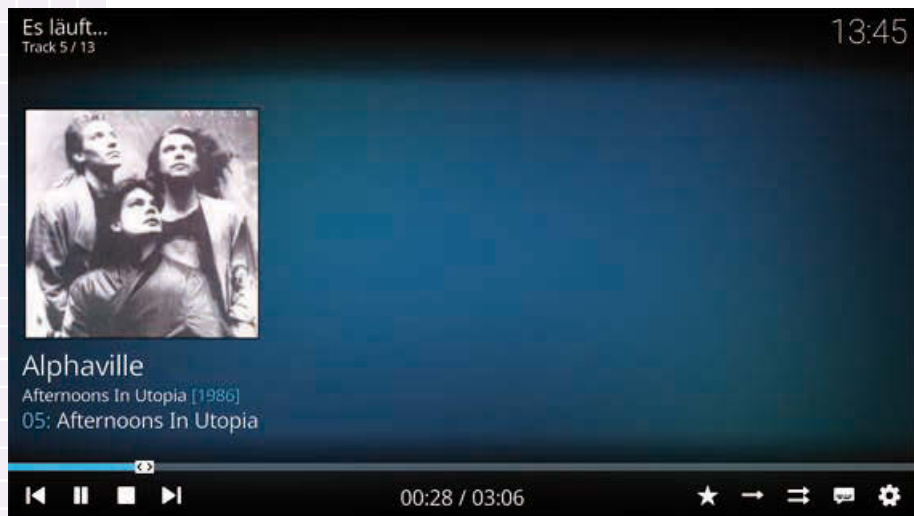 Es läuft...
13:45
Track 5 / 13
Alphaville
Afternoons In Utopia [1986]
05: Afternoons In Utopia
00:28 / 03:06